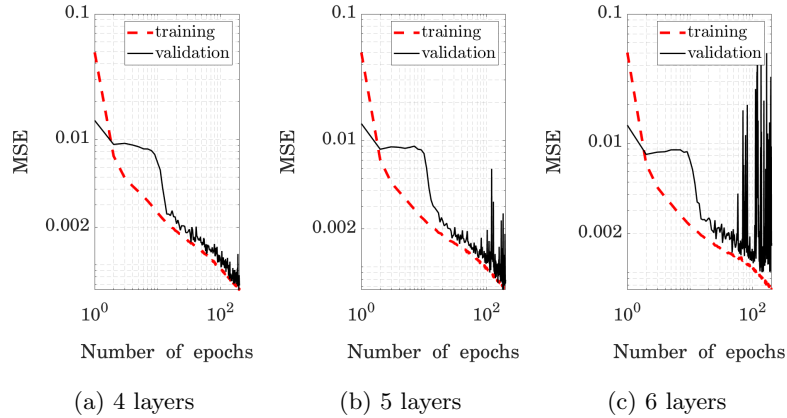 0.1
training
validation
0.01
0.002
MSE
10^0
10^2
Number of epochs
(a) 4 layers
0.1
training
validation
0.01
0.002
MSE
10^0
10^2
Number of epochs
(b) 5 layers
0.1
training
validation
0.01
0.002
MSE
10^0
10^2
Number of epochs
(c) 6 layers